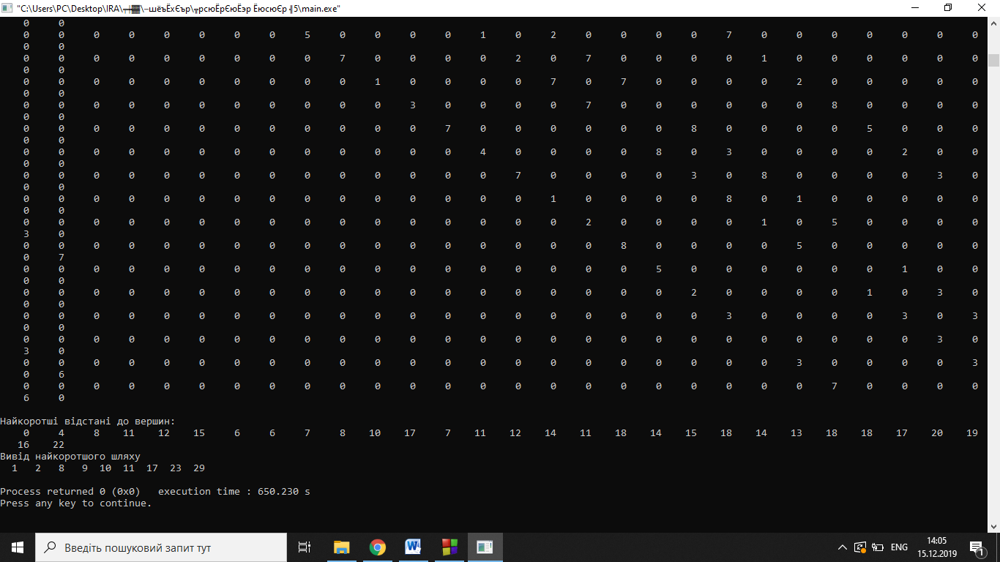 "C:\Users\PC\Desktop\IRA\ \main.exe"
0 0
0 0 0 0 0 0 0 0 5 0 0 0 0 1 0 2 0 0 0 0 7 0 0 0 0 0 0 0
0 0
0 0 0 0 0 0 0 0 0 7 0 0 0 0 2 0 7 0 0 0 0 1 0 0 0 0 0 0
0 0
0 0 0 0 0 0 0 0 0 0 1 0 0 0 0 7 0 7 0 0 0 0 2 0 0 0 0 0
0 0
0 0 0 0 0 0 0 0 0 0 0 3 0 0 0 0 7 0 0 0 0 0 0 8 0 0 0 0
0 0
0 0 0 0 0 0 0 0 0 0 0 0 7 0 0 0 0 0 0 8 0 0 0 0 5 0 0 0
0 0
0 0 0 0 0 0 0 0 0 0 0 0 0 4 0 0 0 0 8 0 3 0 0 0 0 2 0 0
0 0
0 0 0 0 0 0 0 0 0 0 0 0 0 0 7 0 0 0 0 3 0 8 0 0 0 0 3 0
0 0
0 0 0 0 0 0 0 0 0 0 0 0 0 0 0 1 0 0 0 0 8 0 1 0 0 0 0 0
0 0
0 0 0 0 0 0 0 0 0 0 0 0 0 0 0 0 2 0 0 0 0 1 0 5 0 0 0 0
3 0
0 0 0 0 0 0 0 0 0 0 0 0 0 0 0 0 0 8 0 0 0 0 5 0 0 0 0 0
0 7
0 0 0 0 0 0 0 0 0 0 0 0 0 0 0 0 0 0 5 0 0 0 0 0 0 1 0 0
0 0
0 0 0 0 0 0 0 0 0 0 0 0 0 0 0 0 0 0 0 2 0 0 0 0 1 0 3 0
0 0
0 0 0 0 0 0 0 0 0 0 0 0 0 0 0 0 0 0 0 0 3 0 0 0 0 3 0 3
0 0
0 0 0 0 0 0 0 0 0 0 0 0 0 0 0 0 0 0 0 0 0 0 0 0 0 0 3 0
3 0
0 0 0 0 0 0 0 0 0 0 0 0 0 0 0 0 0 0 0 0 0 0 3 0 0 0 0 3
0 6
0 0 0 0 0 0 0 0 0 0 0 0 0 0 0 0 0 0 0 0 0 0 0 7 0 0 0 0
6 0
Найкоротші відстані до вершин:
0 4 8 11 12 15 6 6 7 8 10 17 7 11 12 14 11 18 14 15 18 14 13 18 18 17 20 19
16 22
Вивід найкоротшого шляху
1 2 8 9 10 11 17 23 29
Process returned 0 (0x0) execution time : 650.230 s
Press any key to continue.
Введіть пошуковий запит тут
ENG
14:05
15.12.2019
1